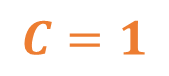 C = 1